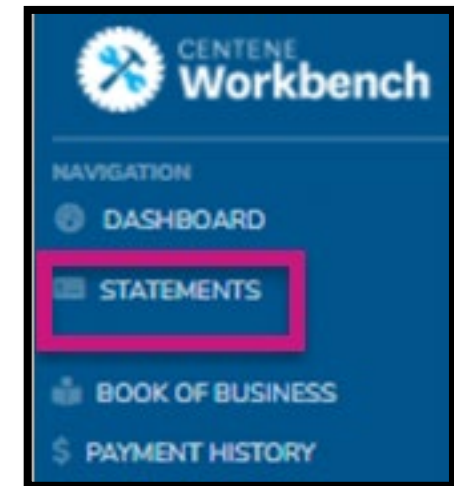 CENTENE
Workbench
NAVIGATION
DASHBOARD
STATEMENTS
BOOK OF BUSINESS
$ PAYMENT HISTORY